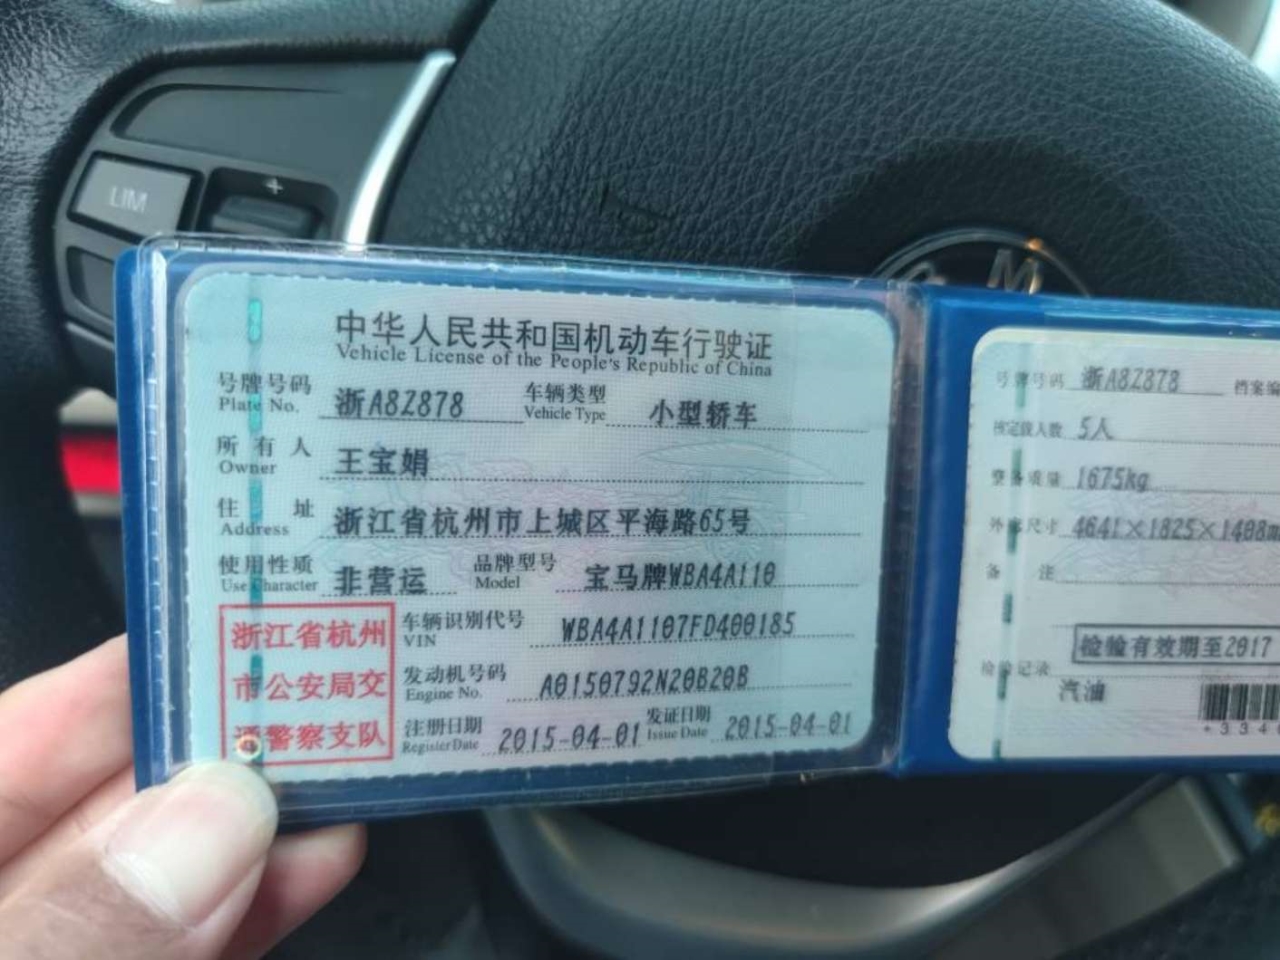 LIM
+
M
中华人民共和国机动车行驶证
Vehicle License of the People's Republic of China
号牌号码 浙A8Z878 车辆类型 小型轿车
Plate No. Vehicle Type
所有人 王宝娟
Owner
住址 浙江省杭州市上城区平海路65号
Address
使用性质 非营运 品牌型号 宝马牌WBA4A110
Use Character Model
浙江省杭州
市公安局交
通警察支队
车辆识别代号 WBA4A1107FD400185
VIN
发动机号码 A0150792N20B20B
Engine No.
注册日期 2015-04-01 发证日期 2015-04-01
Register Date Issue Date
号牌号码 浙A8Z878 档案编
核定载人数 5人
整备质量 1675kg
外廓尺寸 4641×1825×1408
备注
检验有效期至2017
检验记录
汽油
*334